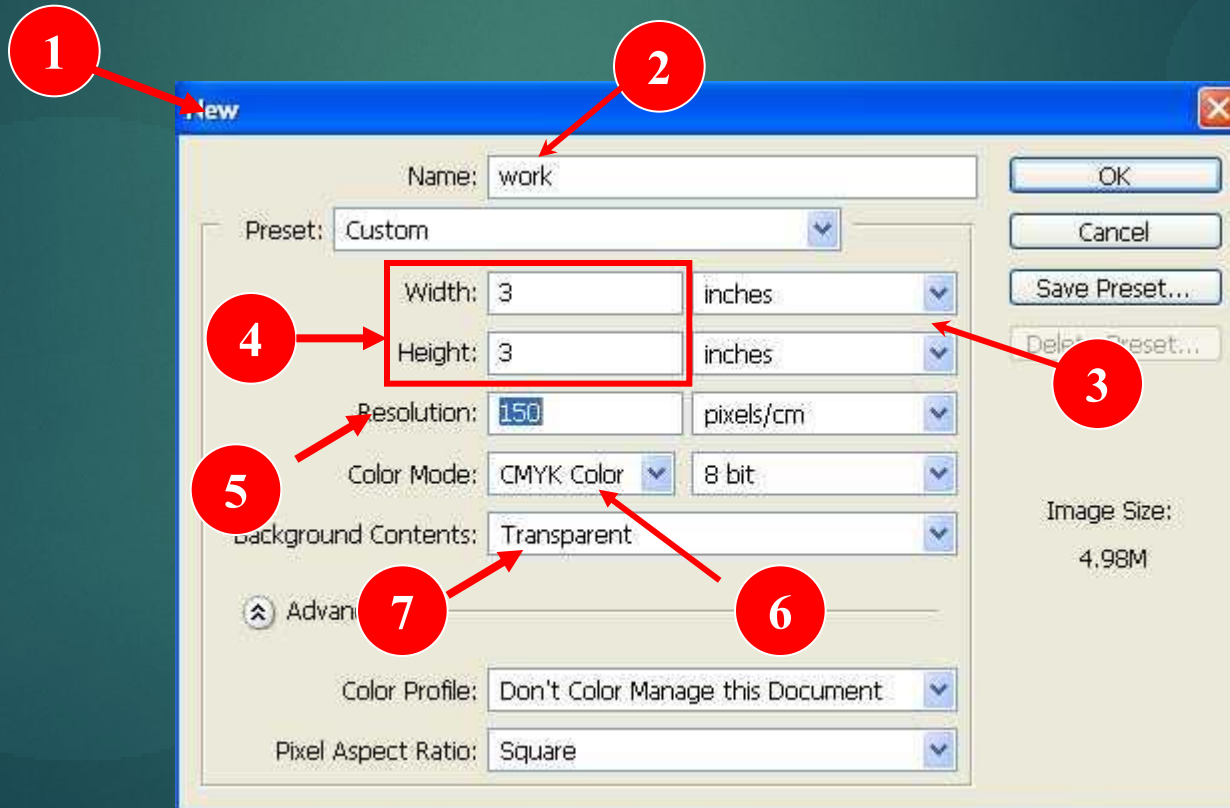 1
2
New
Name: work OK
Preset: Custom Cancel
Width: 3 inches Save Preset...
4 Height: 3 inches
3
Resolution: 150 pixels/cm
5 Color Mode: CMYK Color 8 bit
Image Size:
Background Contents: Transparent
4.98M
7 6
Color Profile: Don't Color Manage this Document
Pixel Aspect Ratio: Square